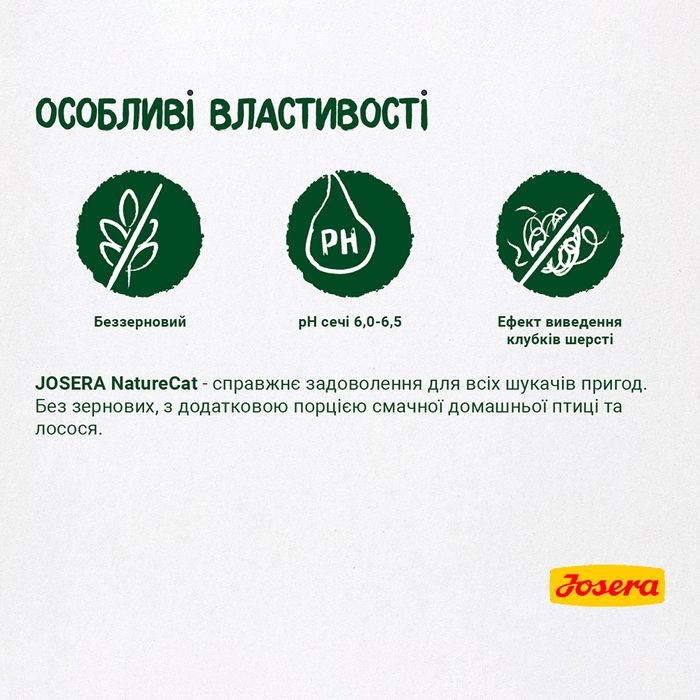 ОСОБЛИВІ ВЛАСТИВОСТІ
PH
Беззерновий
pH сечі 6,0-6,5
Ефект виведення
клубків шерсті
JOSERA NatureCat - справжнє задоволення для всіх шукачів пригод.
Без зернових, з додатковою порцією смачної домашньої птиці та
лосося.
Josera